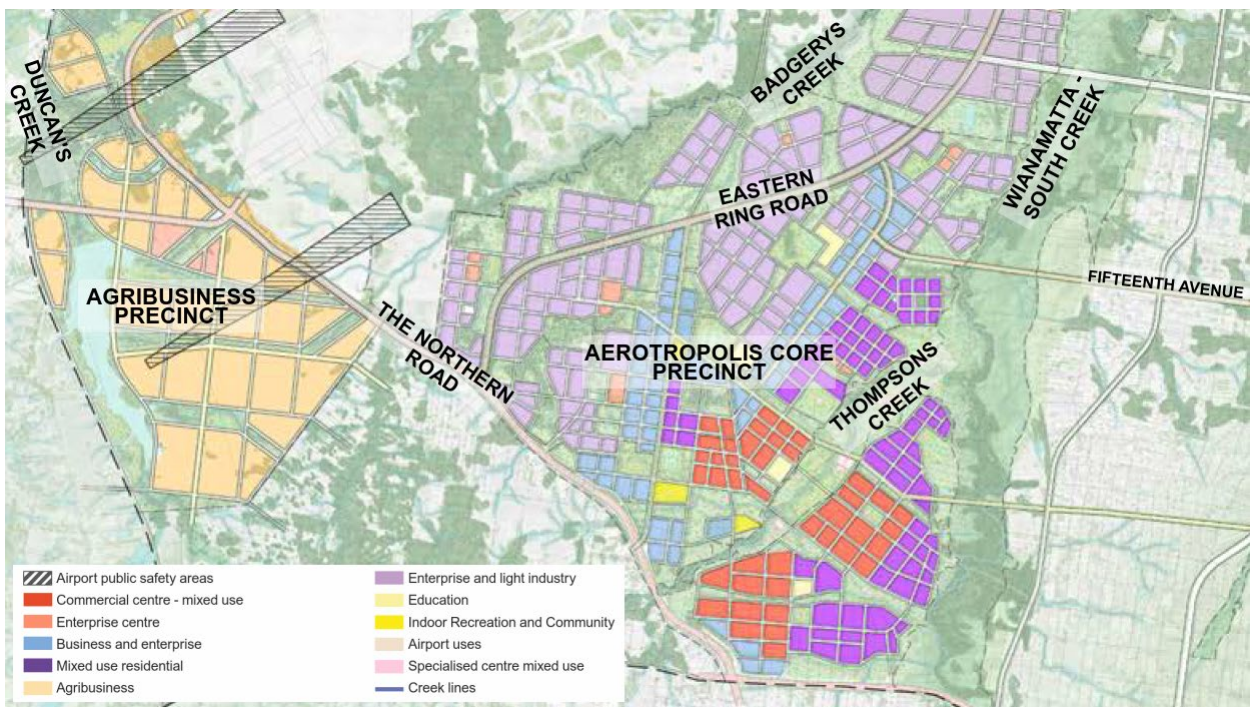 DUNCAN'S
CREEK
BADGERYS
CREEK
WIANAMATTA -
SOUTH CREEK
EASTERN
RING ROAD
FIFTEENTH AVENUE
AGRIBUSINESS
PRECINCT
THE NORTHERN
ROAD
AEROTROPOLIS CORE
PRECINCT
THOMPSONS
CREEK
Airport public safety areas
Commercial centre - mixed use
Enterprise centre
Business and enterprise
Mixed use residential
Agribusiness
Enterprise and light industry
Education
Indoor Recreation and Community
Airport uses
Specialised centre mixed use
Creek lines